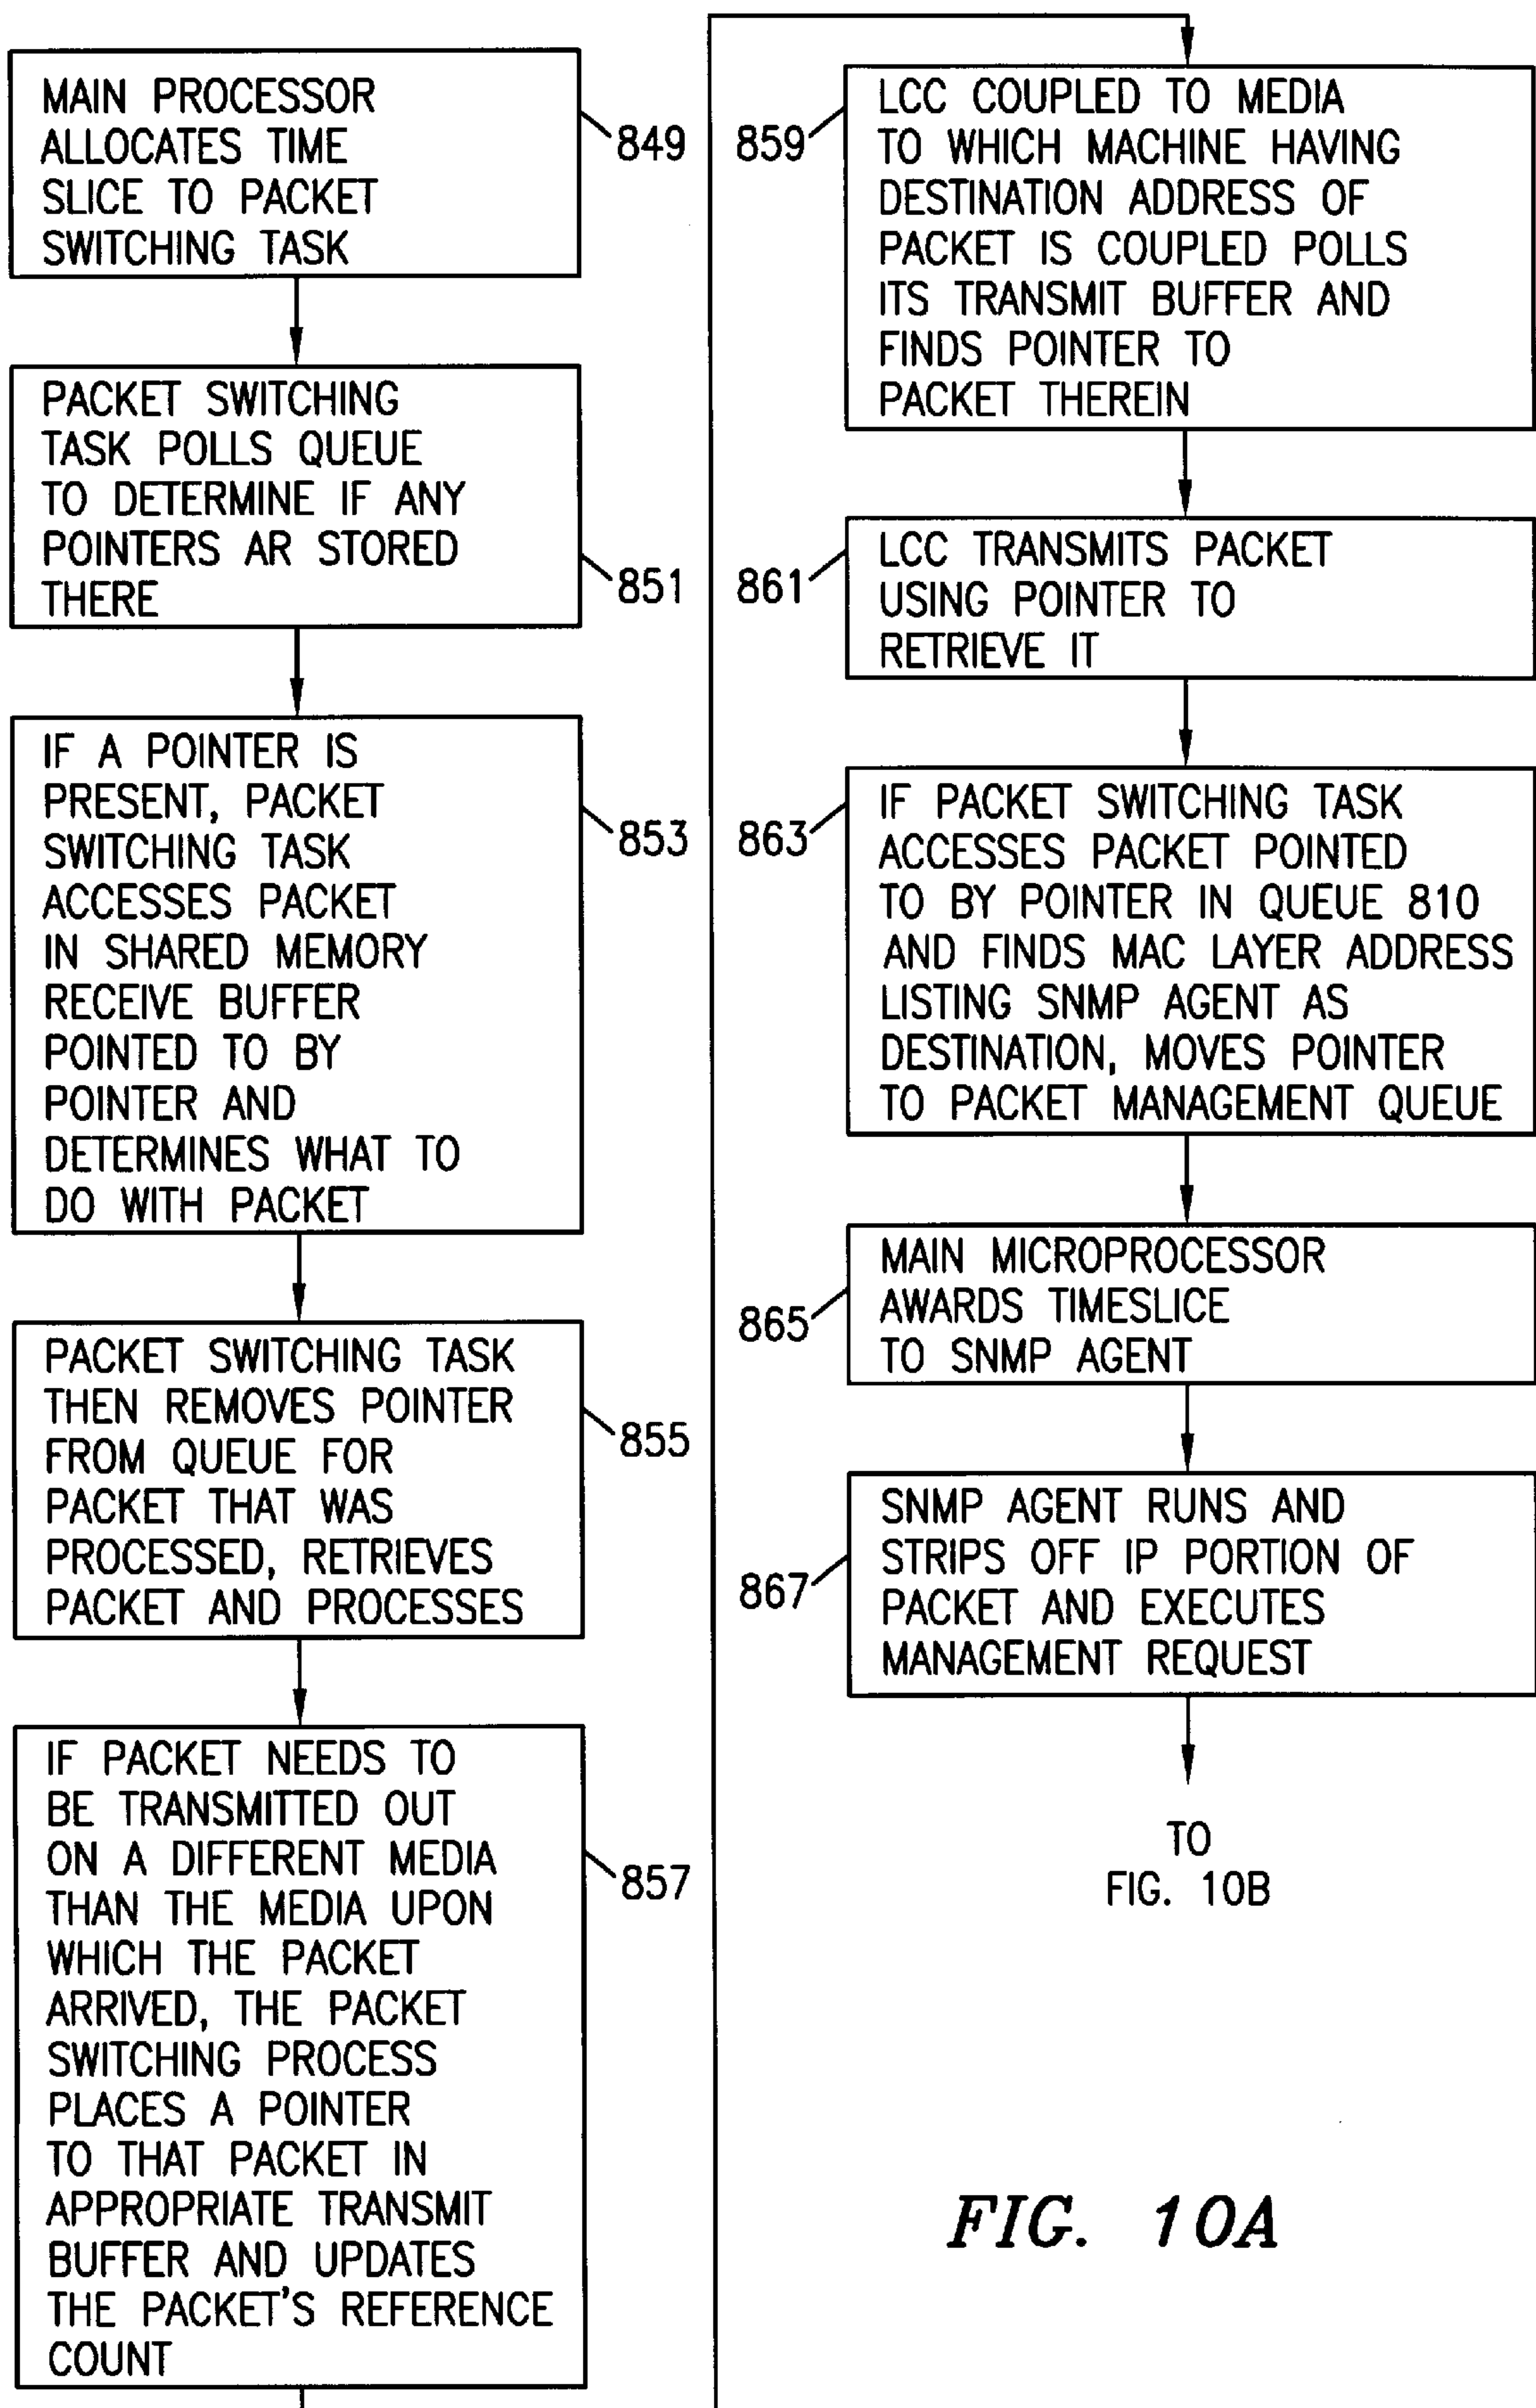 MAIN PROCESSOR
ALLOCATES TIME
SLICE TO PACKET
SWITCHING TASK
849
PACKET SWITCHING
TASK POLLS QUEUE
TO DETERMINE IF ANY
POINTERS AR STORED
THERE
851
IF A POINTER IS
PRESENT, PACKET
SWITCHING TASK
ACCESSES PACKET
IN SHARED MEMORY
RECEIVE BUFFER
POINTED TO BY
POINTER AND
DETERMINES WHAT TO
DO WITH PACKET
853
PACKET SWITCHING TASK
THEN REMOVES POINTER
FROM QUEUE FOR
PACKET THAT WAS
PROCESSED, RETRIEVES
PACKET AND PROCESSES
855
IF PACKET NEEDS TO
BE TRANSMITTED OUT
ON A DIFFERENT MEDIA
THAN THE MEDIA UPON
WHICH THE PACKET
ARRIVED, THE PACKET
SWITCHING PROCESS
PLACES A POINTER
TO THAT PACKET IN
APPROPRIATE TRANSMIT
BUFFER AND UPDATES
THE PACKET'S REFERENCE
COUNT
857
LCC COUPLED TO MEDIA
TO WHICH MACHINE HAVING
DESTINATION ADDRESS OF
PACKET IS COUPLED POLLS
ITS TRANSMIT BUFFER AND
FINDS POINTER TO
PACKET THEREIN
859
LCC TRANSMITS PACKET
USING POINTER TO
RETRIEVE IT
861
IF PACKET SWITCHING TASK
ACCESSES PACKET POINTED
TO BY POINTER IN QUEUE 810
AND FINDS MAC LAYER ADDRESS
LISTING SNMP AGENT AS
DESTINATION, MOVES POINTER
TO PACKET MANAGEMENT QUEUE
863
MAIN MICROPROCESSOR
AWARDS TIMESLICE
TO SNMP AGENT
865
SNMP AGENT RUNS AND
STRIPS OFF IP PORTION OF
PACKET AND EXECUTES
MANAGEMENT REQUEST
867
TO
FIG. 10B
FIG. 10A